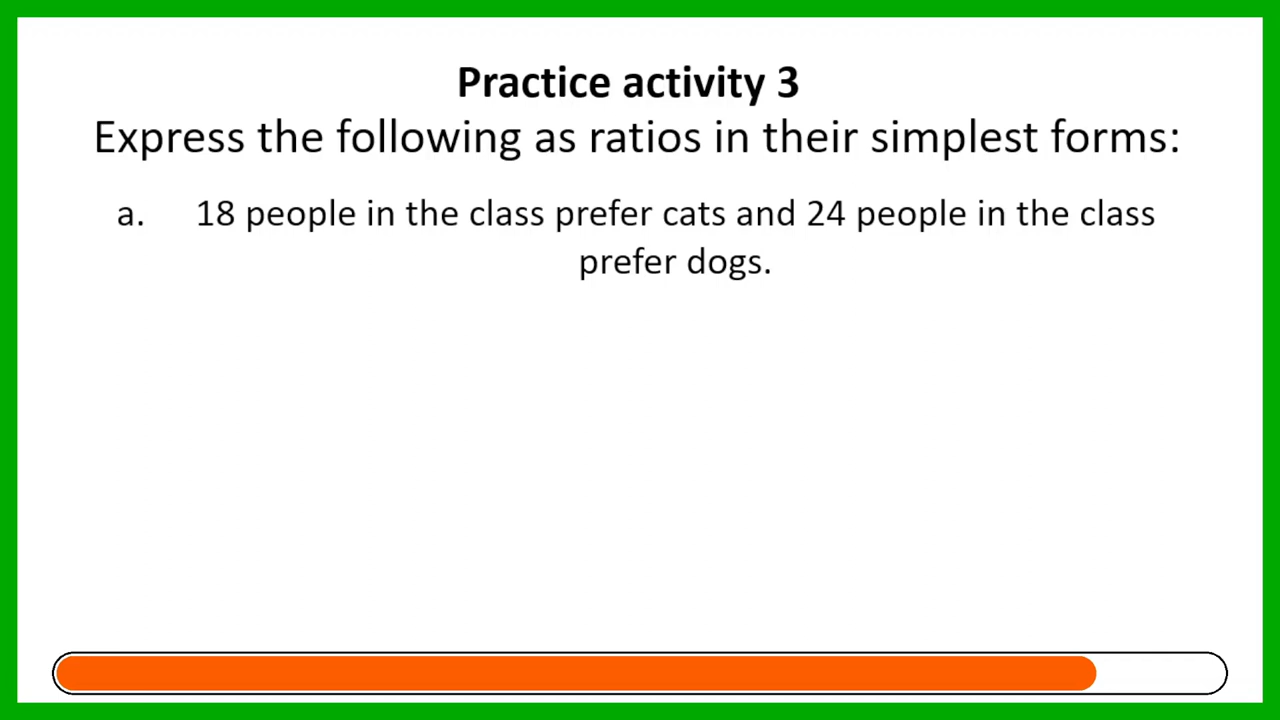 Practice activity 3
Express the following as ratios in their simplest forms:
a. 18 people in the class prefer cats and 24 people in the class
prefer dogs.